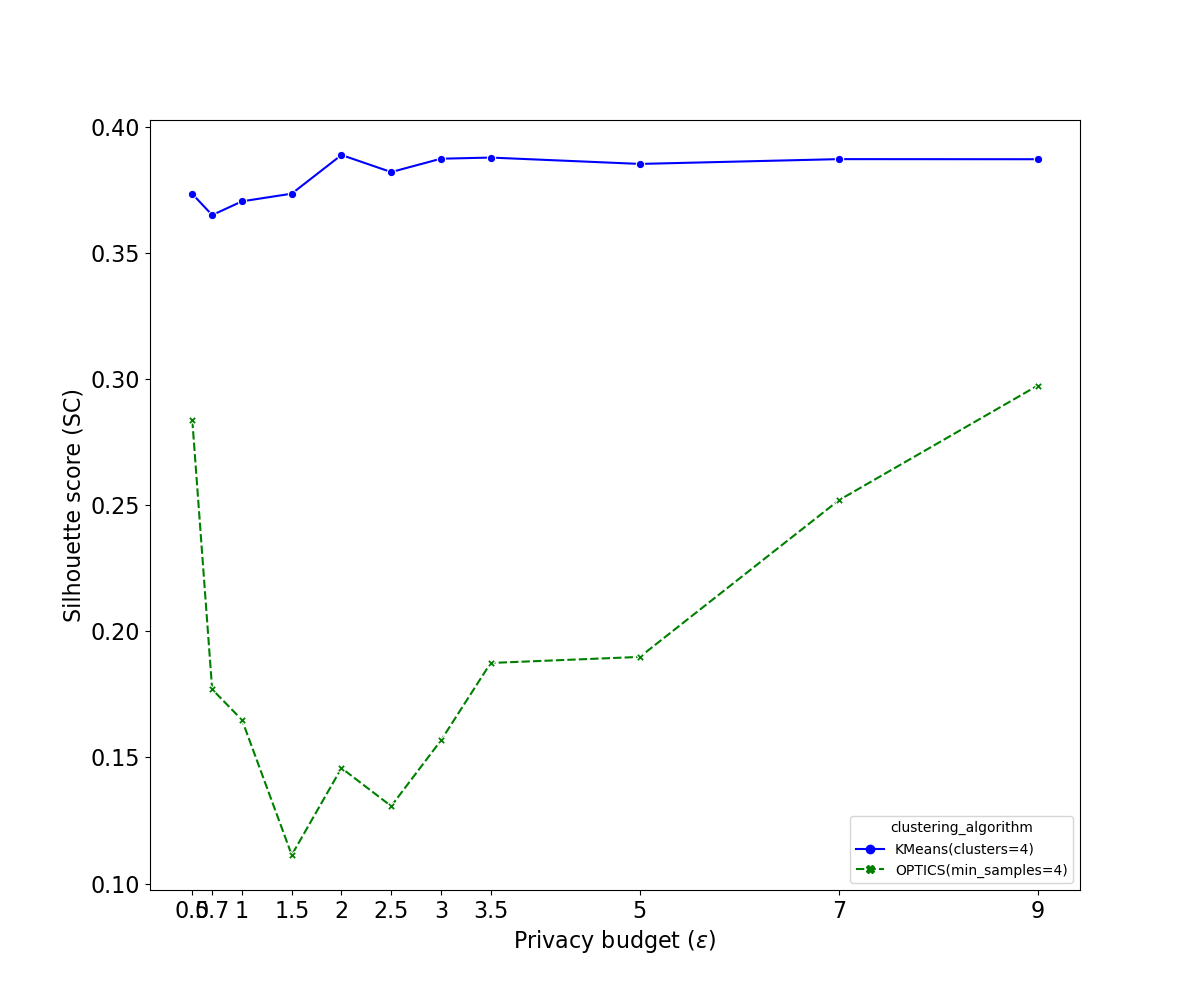 0.40
0.35
0.30
0.25
0.20
0.15
0.10
Silhouette score (SC)
clustering_algorithm
KMeans(clusters=4)
OPTICS(min_samples=4)
0.5 0.7 1 1.5 2 2.5 3 3.5 5 7 9
Privacy budget (ε)